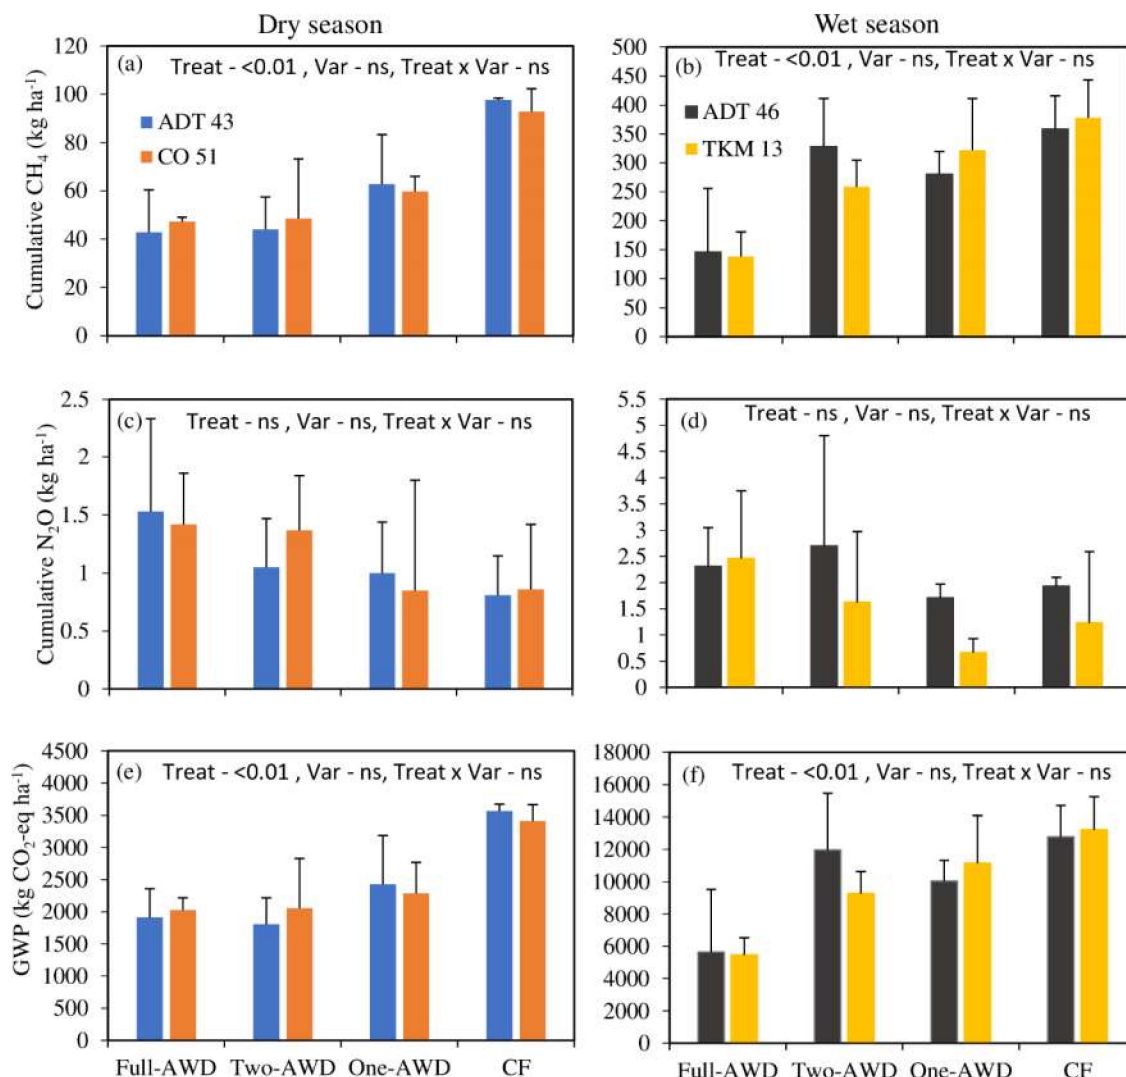 Dry season
Wet season
(a)
Treat - <0.01 , Var - ns, Treat x Var - ns
ADT 43
CO 51
Cumulative CH₄ (kg ha⁻¹)
120
100
80
60
40
20
0
(b)
Treat - <0.01 , Var - ns, Treat x Var - ns
ADT 46
TKM 13
500
450
400
350
300
250
200
150
100
50
0
(c)
Treat - ns , Var - ns, Treat x Var - ns
Cumulative N₂O (kg ha⁻¹)
2.5
2
1.5
1
0.5
0
(d)
Treat - ns , Var - ns, Treat x Var - ns
5.5
5
4.5
4
3.5
3
2.5
2
1.5
1
0.5
0
(e)
Treat - <0.01 , Var - ns, Treat x Var - ns
GWP (kg CO₂-eq ha⁻¹)
4500
4000
3500
3000
2500
2000
1500
1000
500
0
Full-AWD Two-AWD One-AWD CF
(f)
Treat - <0.01 , Var - ns, Treat x Var - ns
18000
16000
14000
12000
10000
8000
6000
4000
2000
0
Full-AWD Two-AWD One-AWD CF